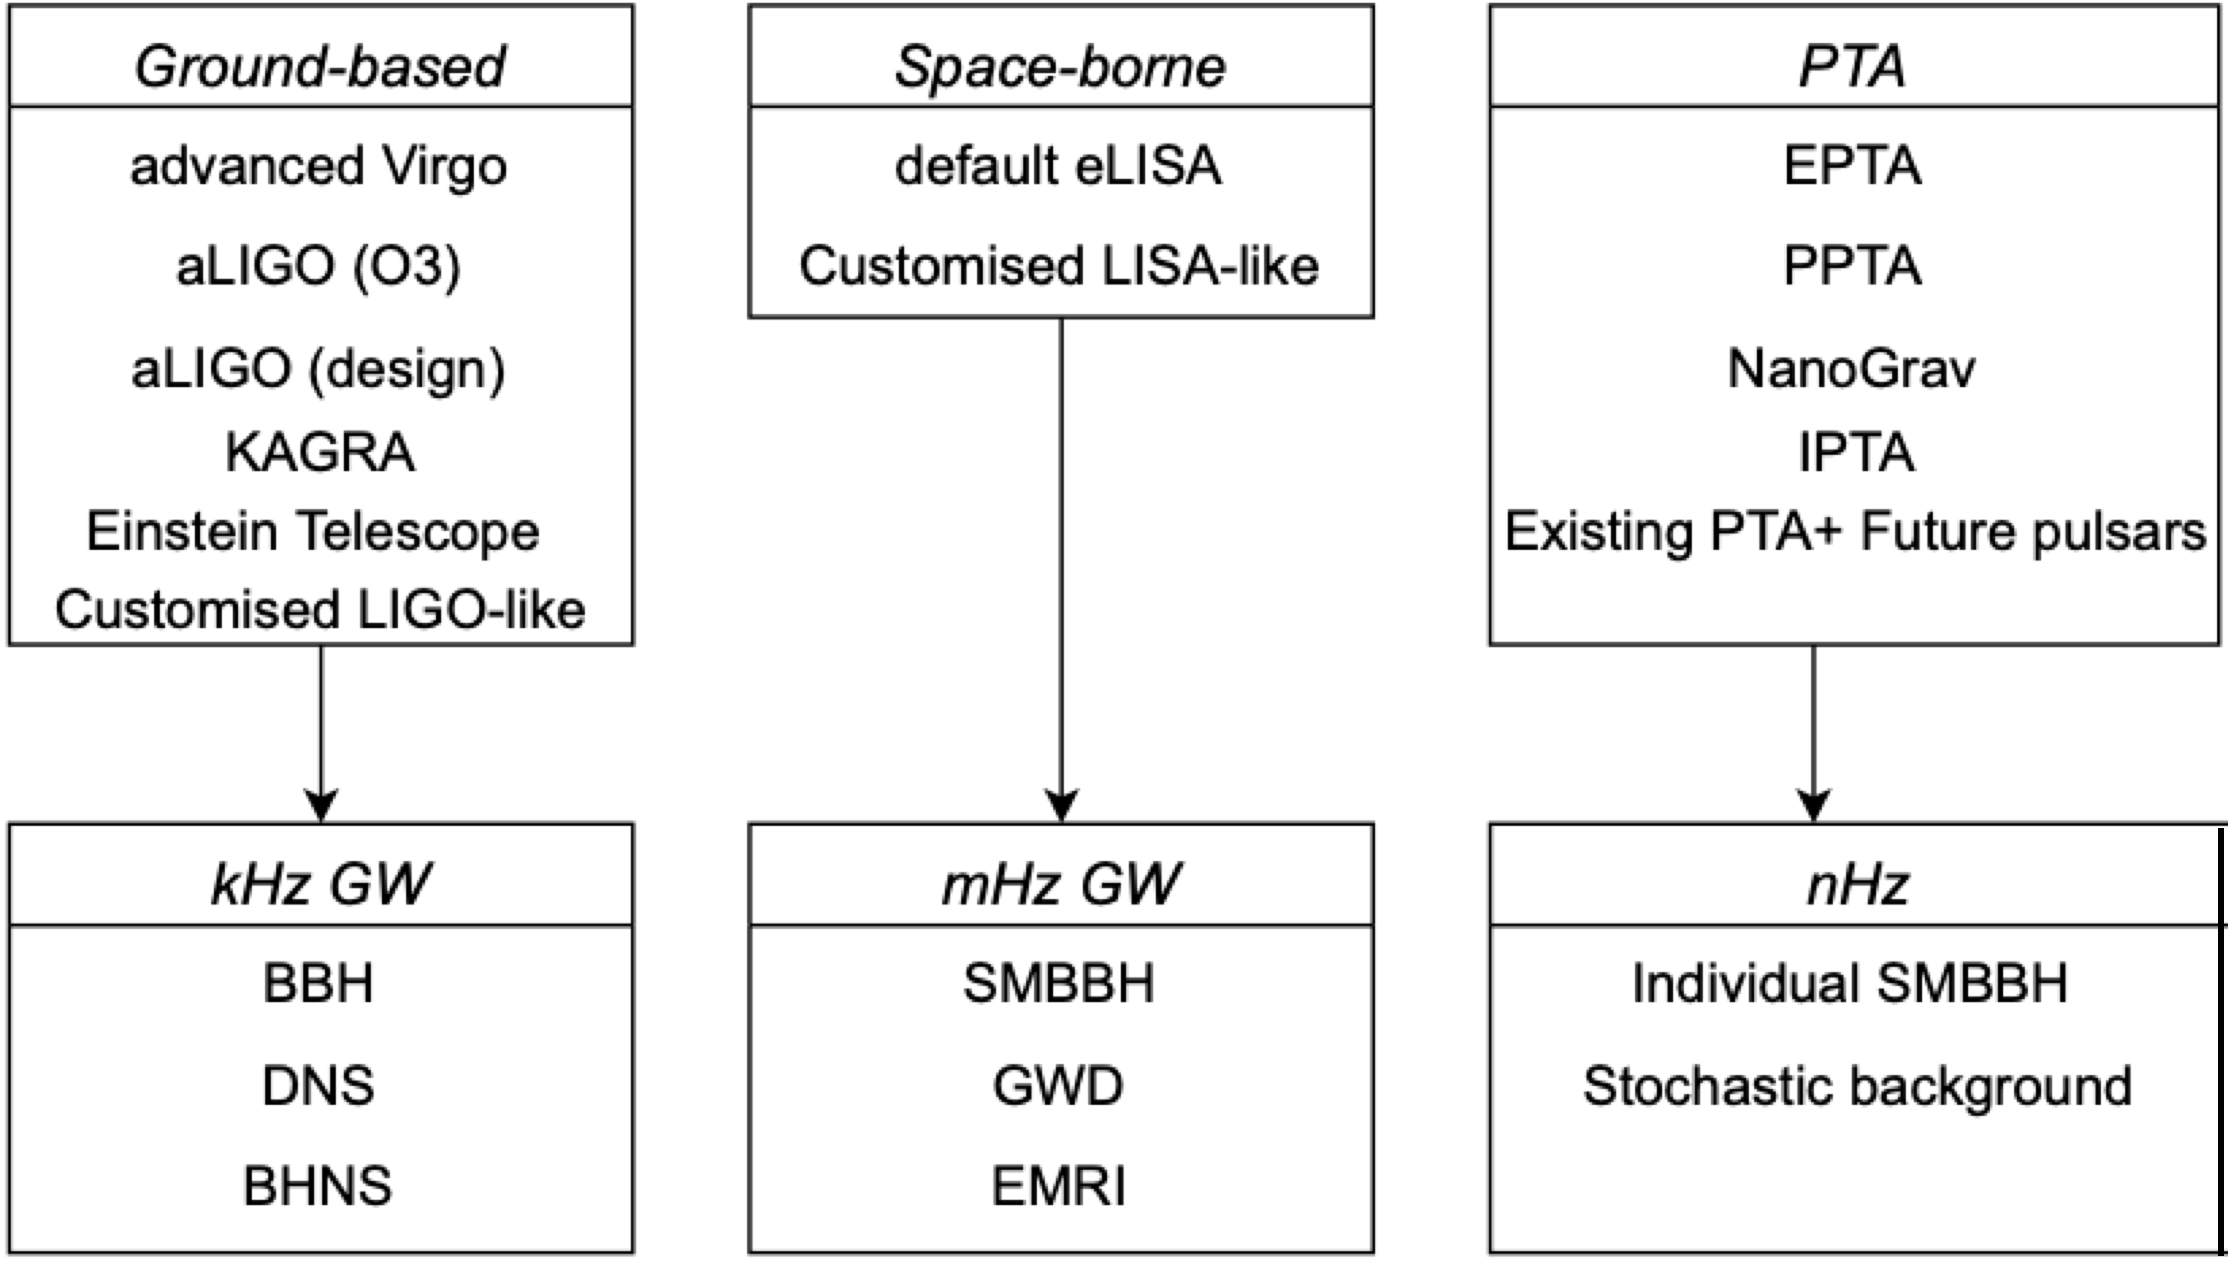 Ground-based
advanced Virgo
aLIGO (O3)
aLIGO (design)
KAGRA
Einstein Telescope
Customised LIGO-like
Space-borne
default eLISA
Customised LISA-like
PTA
EPTA
PPTA
NanoGrav
IPTA
Existing PTA+ Future pulsars
kHz GW
BBH
DNS
BHNS
mHz GW
SMBBH
GWD
EMRI
nHz
Individual SMBBH
Stochastic background